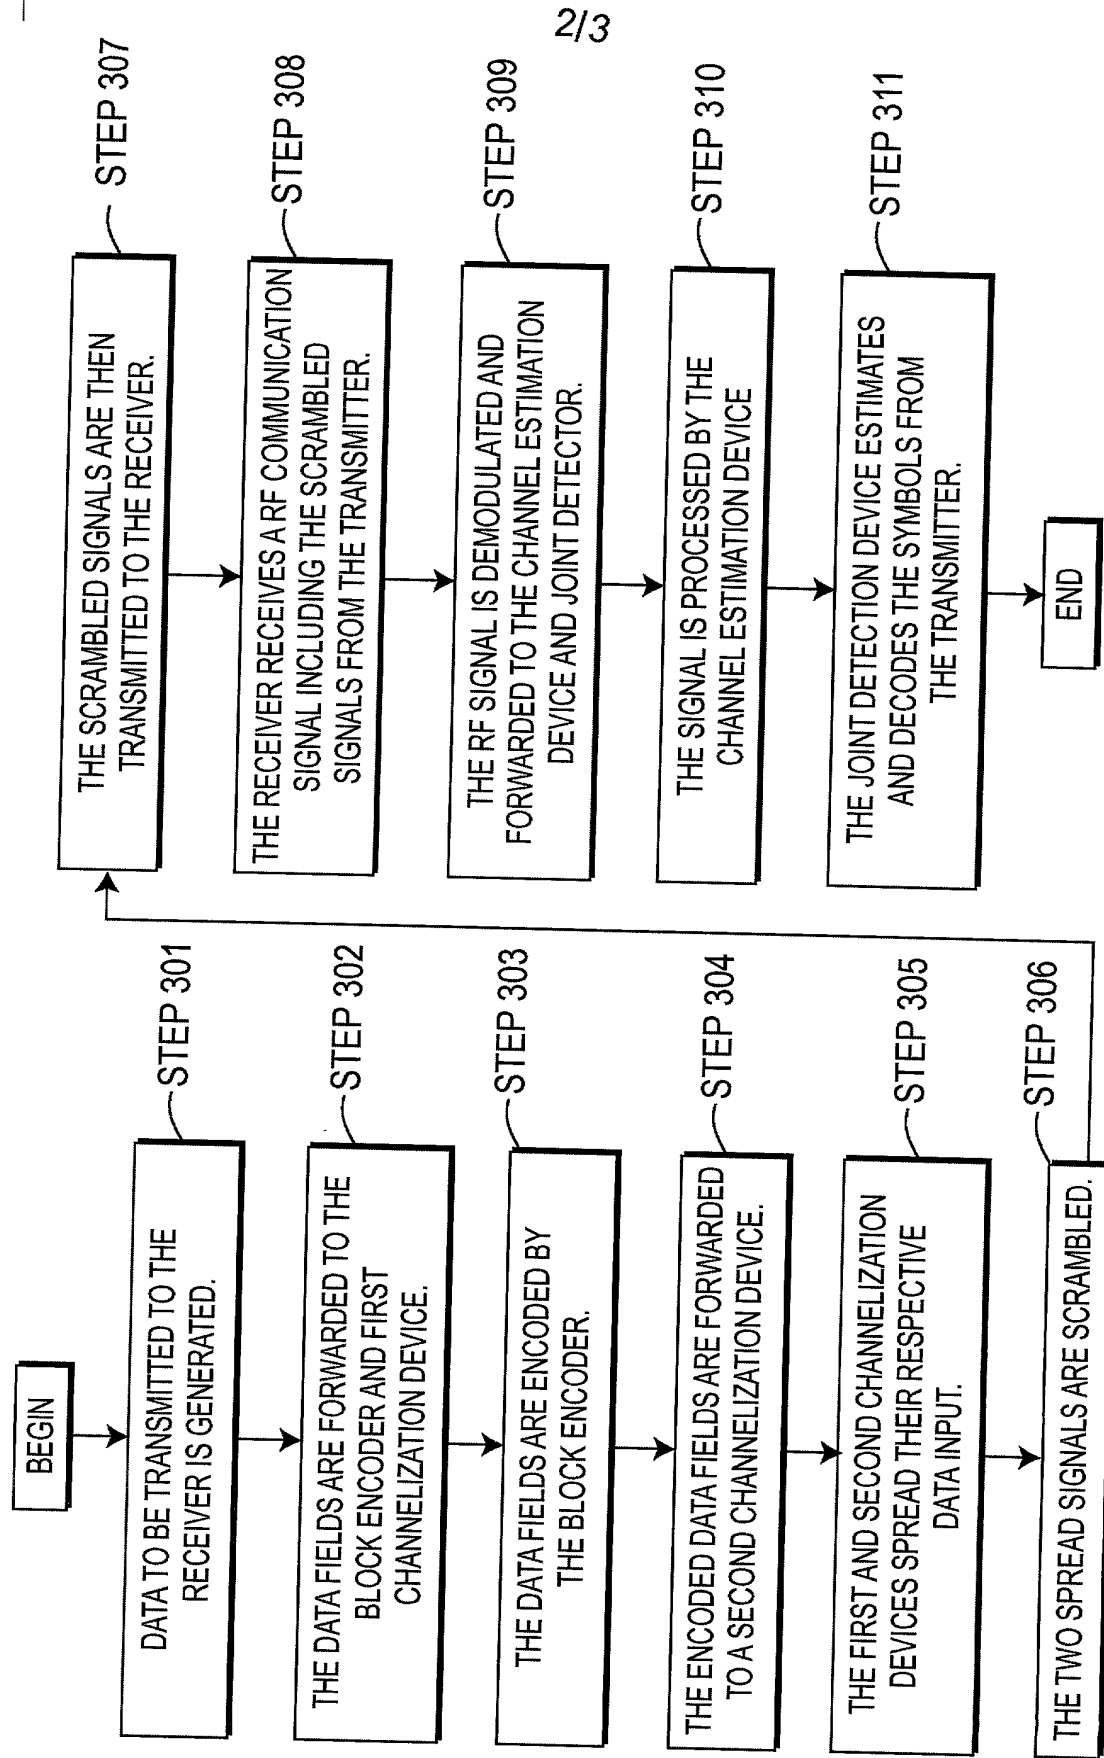 2/3
BEGIN
DATA TO BE TRANSMITTED TO THE
RECEIVER IS GENERATED.
STEP 301
THE DATA FIELDS ARE FORWARDED TO THE
BLOCK ENCODER AND FIRST
CHANNELIZATION DEVICE.
STEP 302
THE DATA FIELDS ARE ENCODED BY
THE BLOCK ENCODER.
STEP 303
THE ENCODED DATA FIELDS ARE FORWARDED
TO A SECOND CHANNELIZATION DEVICE.
STEP 304
THE FIRST AND SECOND CHANNELIZATION
DEVICES SPREAD THEIR RESPECTIVE
DATA INPUT.
STEP 305
THE TWO SPREAD SIGNALS ARE SCRAMBLED.
STEP 306
THE SCRAMBLED SIGNALS ARE THEN
TRANSMITTED TO THE RECEIVER.
STEP 307
THE RECEIVER RECEIVES A RF COMMUNICATION
SIGNAL INCLUDING THE SCRAMBLED
SIGNALS FROM THE TRANSMITTER.
STEP 308
THE RF SIGNAL IS DEMODULATED AND
FORWARDED TO THE CHANNEL ESTIMATION
DEVICE AND JOINT DETECTOR.
STEP 309
THE SIGNAL IS PROCESSED BY THE
CHANNEL ESTIMATION DEVICE
STEP 310
THE JOINT DETECTION DEVICE ESTIMATES
AND DECODES THE SYMBOLS FROM
THE TRANSMITTER.
STEP 311
END